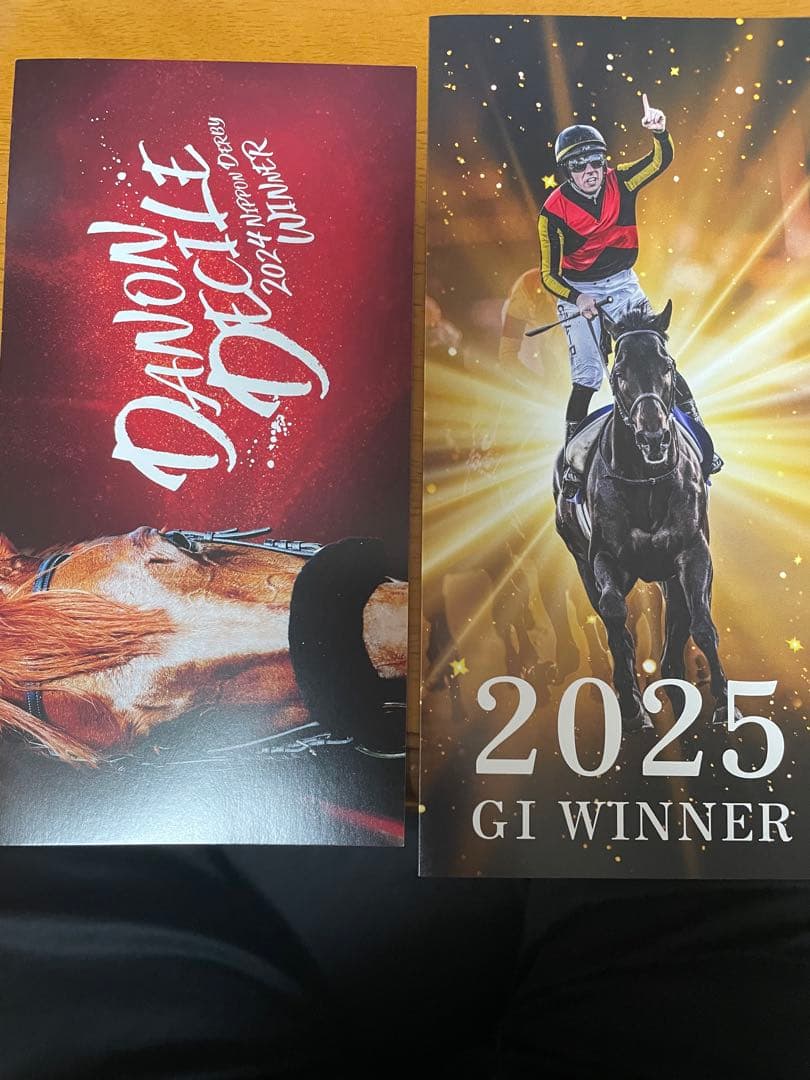 DANON
DECILE
2024 NIPPON DERBY
WINNER
2025
GI WINNER